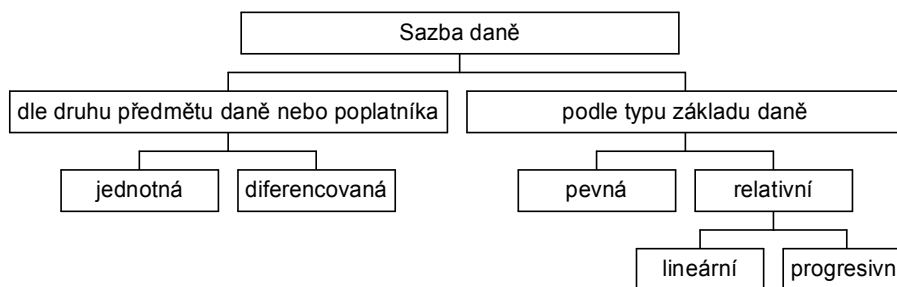 Sazba daně
dle druhu předmětu daně nebo poplatníka
podle typu základu daně
jednotná
diferencovaná
pevná
relativní
lineární
progresivn